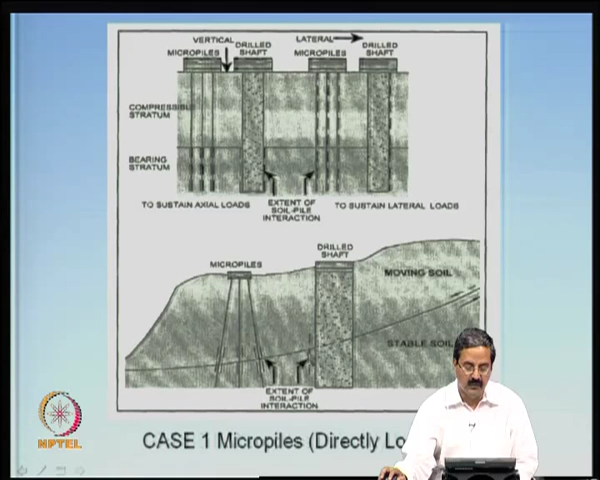 VERTICAL
LATERAL
MICROPILES
DRILLED
SHAFT
MICROPILES
DRILLED
SHAFT
COMPRESSIBLE
STRATUM
BEARING
STRATUM
TO SUSTAIN AXIAL LOADS
EXTENT OF
SOIL-PILE
INTERACTION
TO SUSTAIN LATERAL LOADS
DRILLED
SHAFT
MICROPILES
MOVING SOIL
STABLE SOIL
EXTENT OF
SOIL-PILE
INTERACTION
NPTEL
CASE 1 Micropiles (Directly Lo